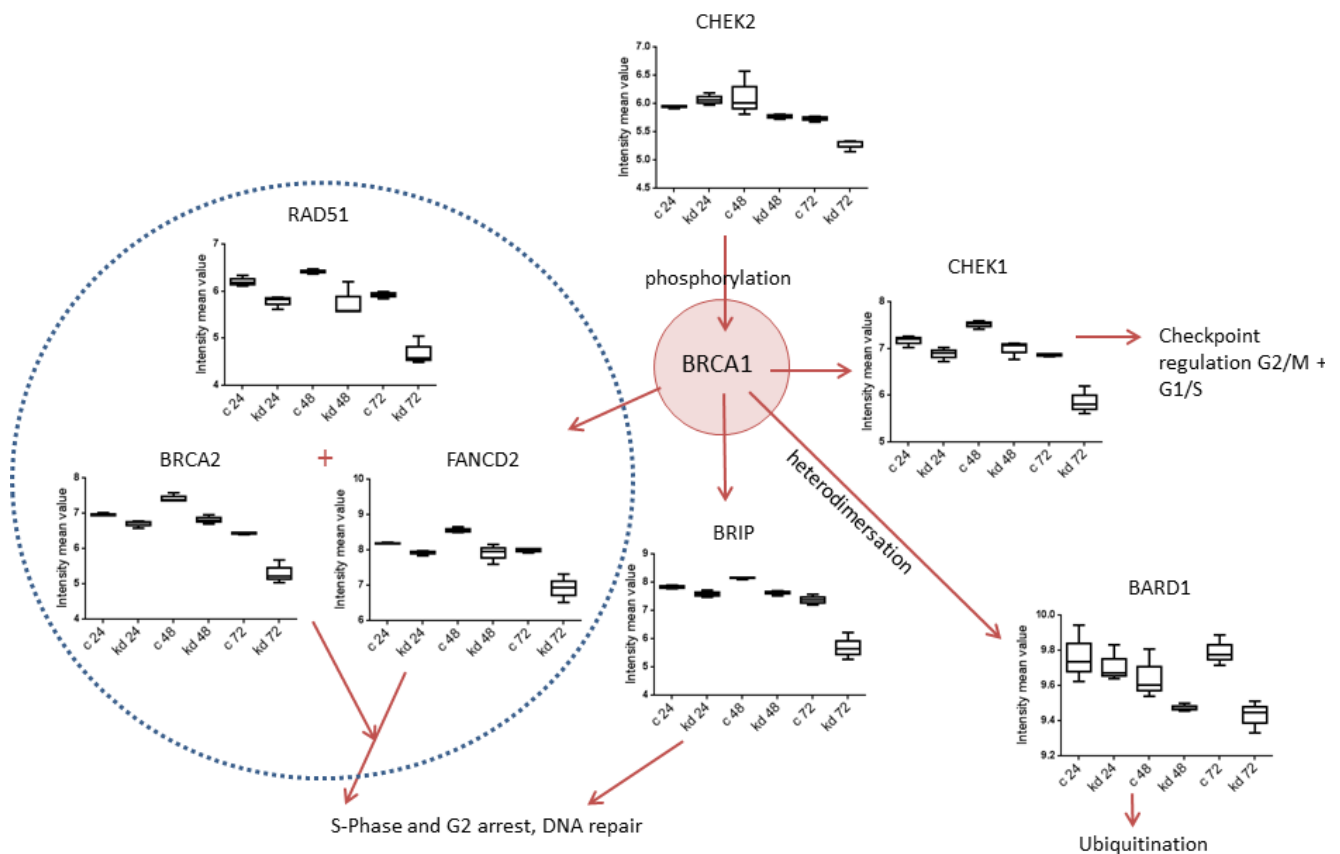 CHEK2
Intensity mean value
7.0
6.5
6.0
5.5
5.0
4.5
c 24
kd 24
c 48
kd 48
c 72
kd 72
phosphorylation
BRCA1
RAD51
Intensity mean value
7
6
5
4
c 24
kd 24
c 48
kd 48
c 72
kd 72
CHEK1
Intensity mean value
8
7
6
5
c 24
kd 24
c 48
kd 48
c 72
kd 72
Checkpoint
regulation G2/M +
G1/S
BRCA2
Intensity mean value
8
7
6
5
4
c 24
kd 24
c 48
kd 48
c 72
kd 72
+
FANCD2
Intensity mean value
10
9
8
7
6
c 24
kd 24
c 48
kd 48
c 72
kd 72
heterodimersation
BRIP
Intensity mean value
9
8
7
6
5
4
c 24
kd 24
c 48
kd 48
c 72
kd 72
BARD1
Intensity mean value
10.0
9.8
9.6
9.4
9.2
c 24
kd 24
c 48
kd 48
c 72
kd 72
S-Phase and G2 arrest, DNA repair
Ubiquitination